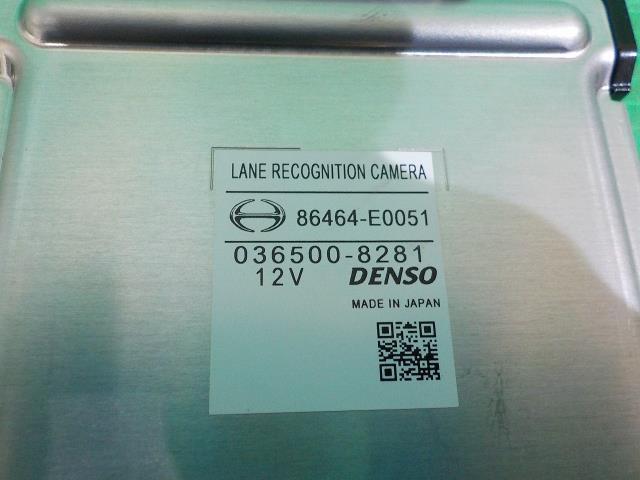 LANE RECOGNITION CAMERA
86464-E0051
036500-8281
12V DENSO
MADE IN JAPAN